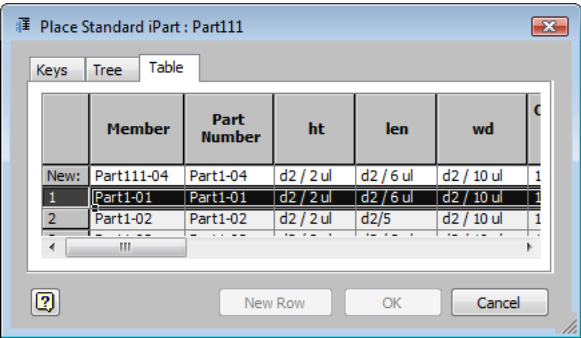 Place Standard iPart : Part111
Keys Tree Table
Member Part Number ht len wd
New: Part111-04 Part1-04 d2 / 2 ul d2 / 6 ul d2 / 10 ul 1
1 Part1-01 Part1-01 d2 / 2 ul d2 / 6 ul d2 / 10 ul 1
2 Part1-02 Part1-02 d2 / 2 ul d2/5 d2 / 10 ul 1
New Row OK Cancel